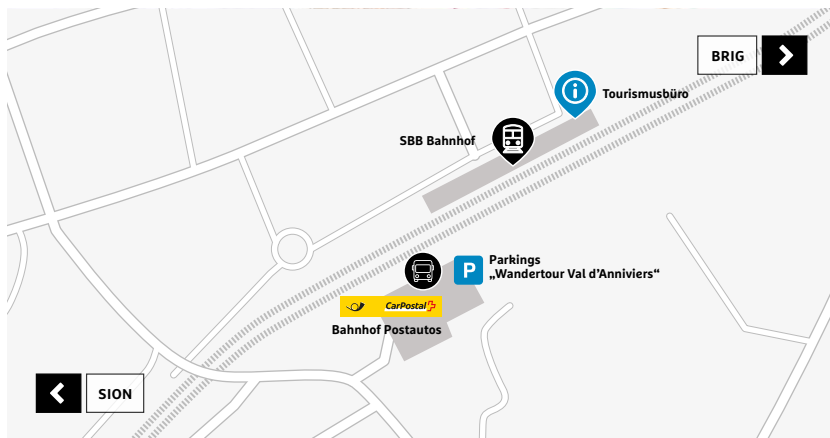 BRIG
Tourismusbüro
SBB Bahnhof
P
Parkings
„Wandertour Val d’Anniviers“
CarPostal
Bahnhof Postautos
SION